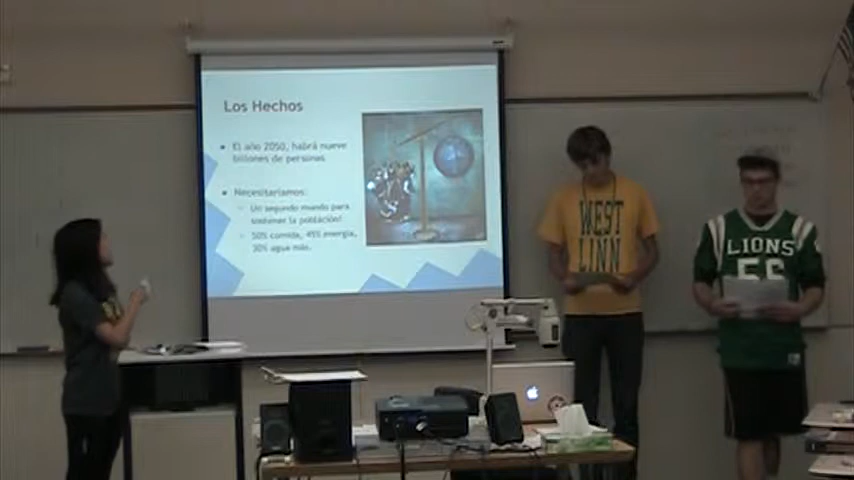 Los Hechos
El año 2050, habrá nueve
billones de personas
Necesitaríamos:
Un segundo mundo para
sostener la población!
50% comida, 45% energía,
30% agua más.
WEST
LINN
LIONS
56